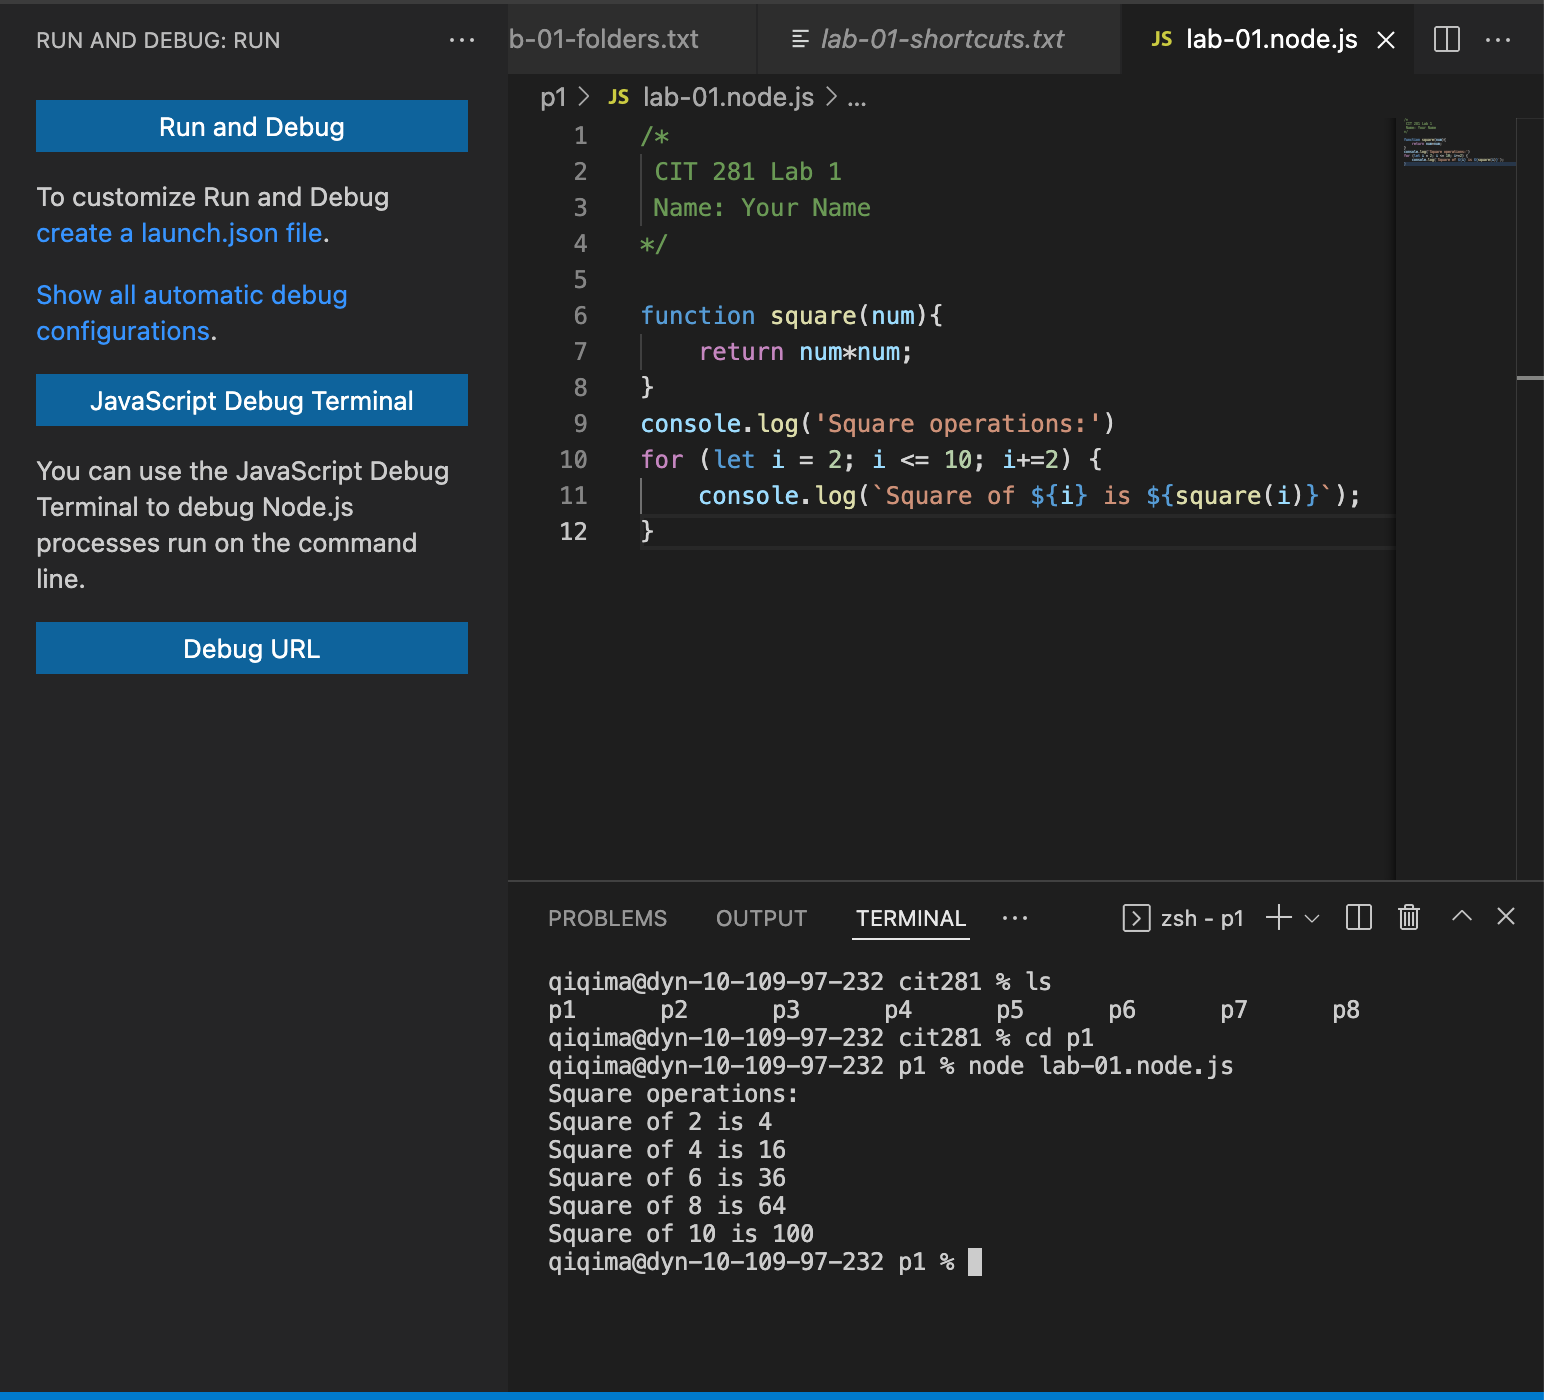 RUN AND DEBUG: RUN
Run and Debug
To customize Run and Debug
create a launch.json file.
Show all automatic debug
configurations.
JavaScript Debug Terminal
You can use the JavaScript Debug
Terminal to debug Node.js
processes run on the command
line.
Debug URL
b-01-folders.txt
lab-01-shortcuts.txt
JS lab-01.node.js
p1 > JS lab-01.node.js > ...
1 /*
2 CIT 281 Lab 1
3 Name: Your Name
4 */
5
6 function square(num){
7 return num*num;
8 }
9 console.log('Square operations:')
10 for (let i = 2; i <= 10; i+=2) {
11 console.log(`Square of ${i} is ${square(i)}`);
12 }
PROBLEMS OUTPUT TERMINAL ... zsh - p1
qiqima@dyn-10-109-97-232 cit281 % ls
p1 p2 p3 p4 p5 p6 p7 p8
qiqima@dyn-10-109-97-232 cit281 % cd p1
qiqima@dyn-10-109-97-232 p1 % node lab-01.node.js
Square operations:
Square of 2 is 4
Square of 4 is 16
Square of 6 is 36
Square of 8 is 64
Square of 10 is 100
qiqima@dyn-10-109-97-232 p1 %